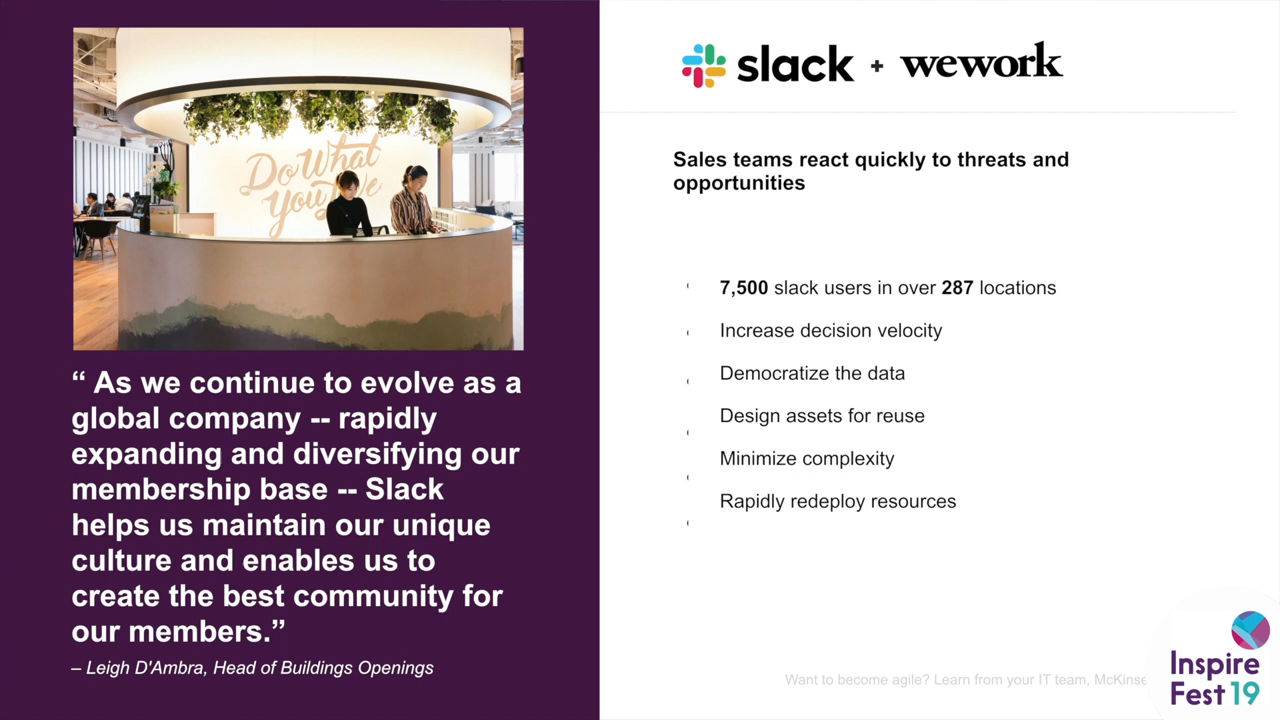 Do What
You Love
“ As we continue to evolve as a
global company -- rapidly
expanding and diversifying our
membership base -- Slack
helps us maintain our unique
culture and enables us to
create the best community for
our members.”
– Leigh D'Ambra, Head of Buildings Openings
slack + wework
Sales teams react quickly to threats and
opportunities
7,500 slack users in over 287 locations
Increase decision velocity
Democratize the data
Design assets for reuse
Minimize complexity
Rapidly redeploy resources
Want to become agile? Learn from your IT team, McKinse
Inspire
Fest 19